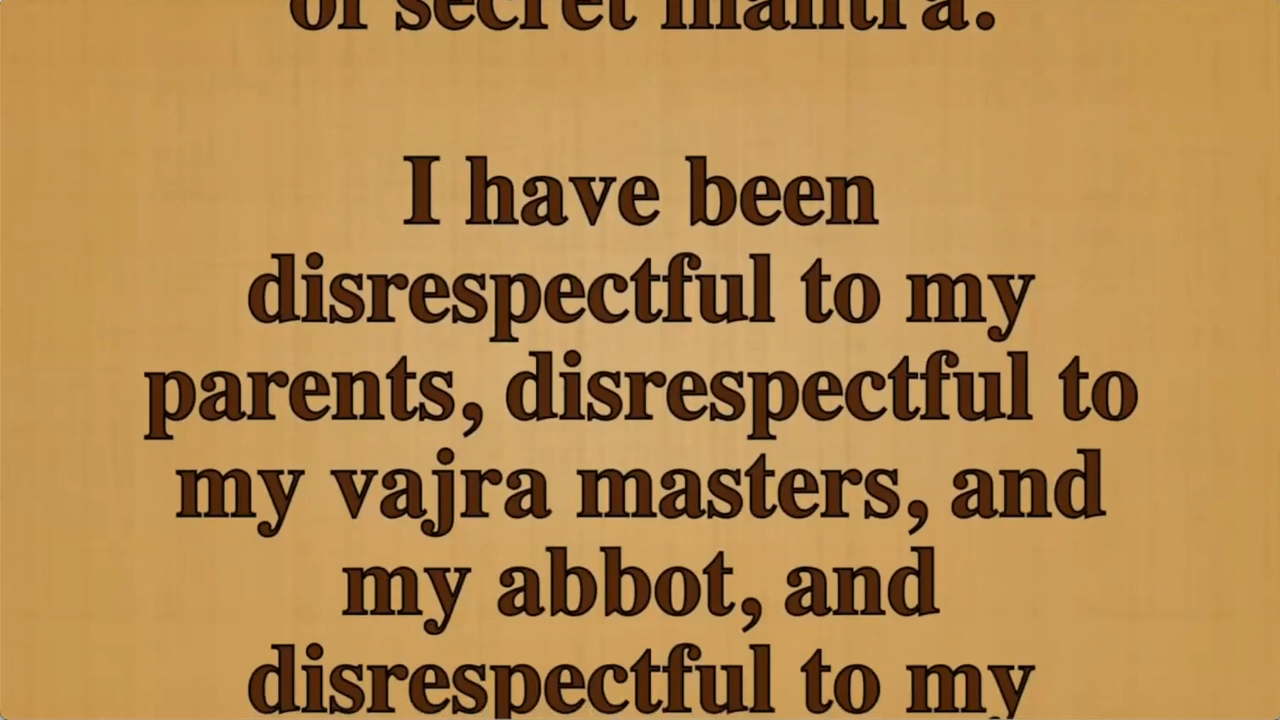 of secret mantra.
I have been
disrespectful to my
parents, disrespectful to
my vajra masters, and
my abbot, and
disrespectful to my